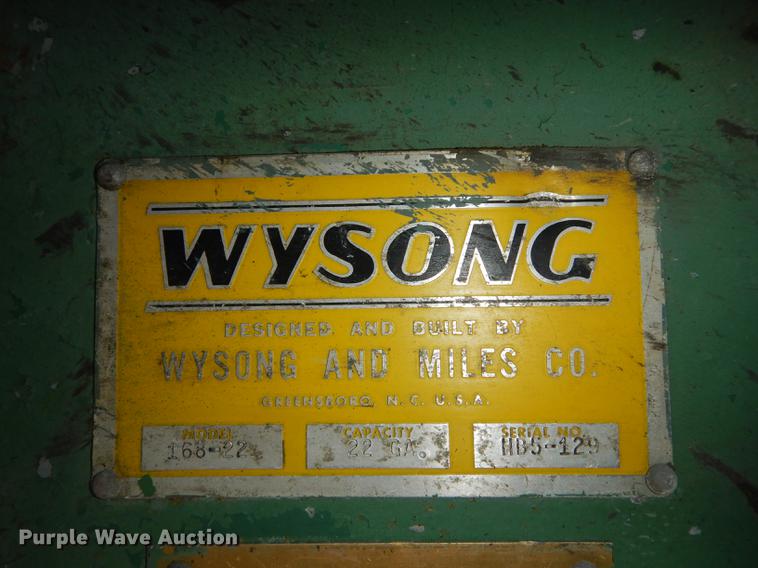 WYSONG
DESIGNED AND BUILT BY
WYSONG AND MILES CO.
GREENSBORO, N. C. U.S.A.
MODEL CAPACITY SERIAL NO.
168-22 22 GA. HB5-129
Purple Wave Auction